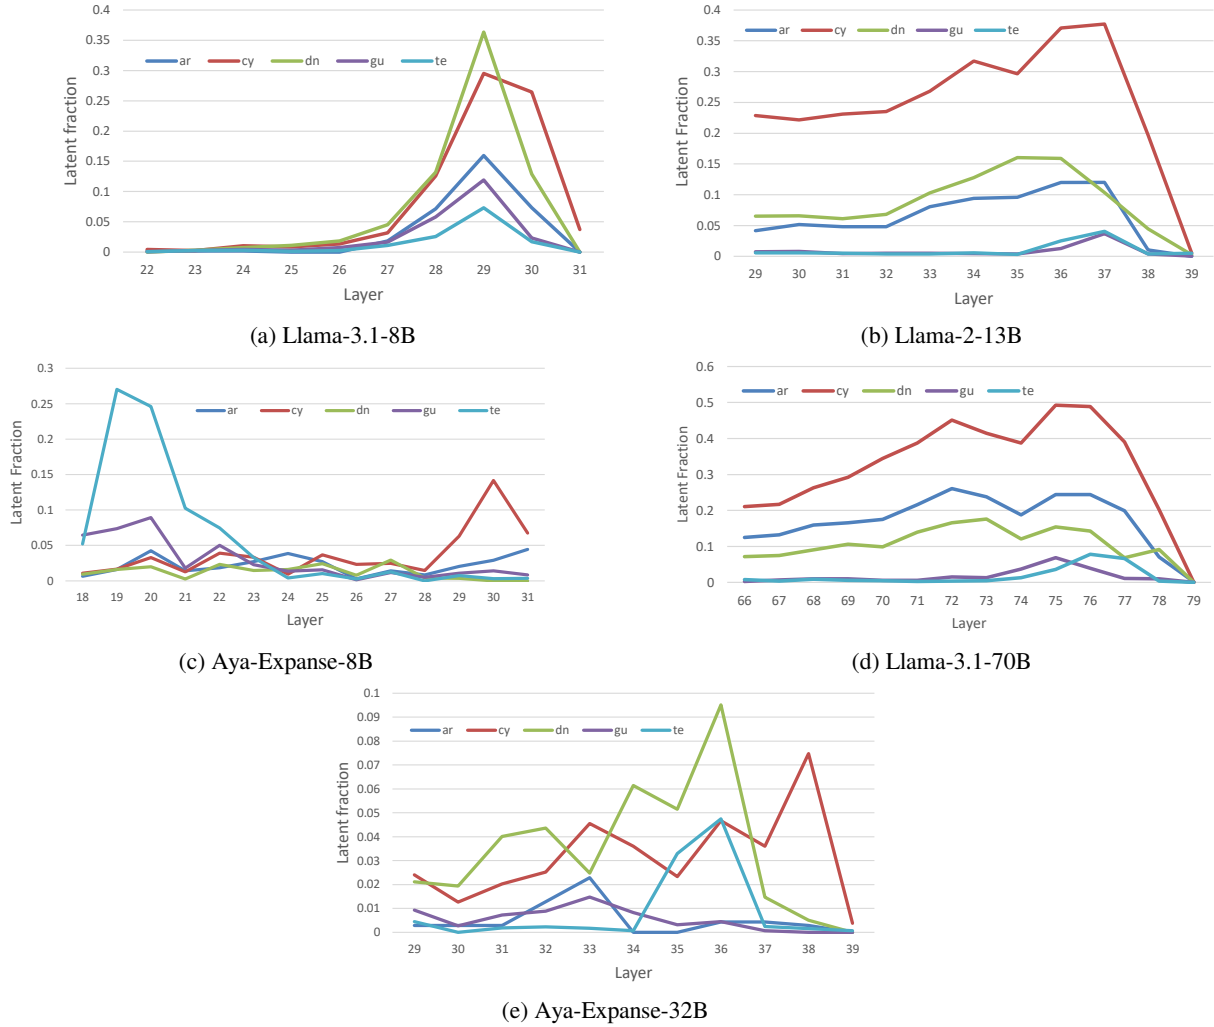 0.4
0.35
0.3
0.25
0.2
0.15
0.1
0.05
0
Latent fraction
ar cy dn gu te
22 23 24 25 26 27 28 29 30 31
Layer
(a) Llama-3.1-8B
0.4
0.3
0.2
0.1
0.05
0
Latent Fraction
ar cy dn gu te
29 30 31 32 33 34 35 36 37 38 39
Layer
(b) Llama-2-13B
0.3
0.25
0.2
0.15
0.1
0.05
0
Latent Fraction
ar cy dn gu te
18 19 20 21 22 23 24 25 26 27 28 29 30 31
Layer
(c) Aya-Expanse-8B
0.6
0.5
0.4
0.3
0.2
0.1
0
Latent Fraction
ar cy dn gu te
66 67 68 69 70 71 72 73 74 75 76 77 78 79
Layer
(d) Llama-3.1-70B
0.1
0.09
0.08
0.07
0.06
0.05
0.04
0.03
0.02
0.01
0
Latent fraction
ar cy dn gu te
29 30 31 32 33 34 35 36 37 38 39
Layer
(e) Aya-Expanse-32B